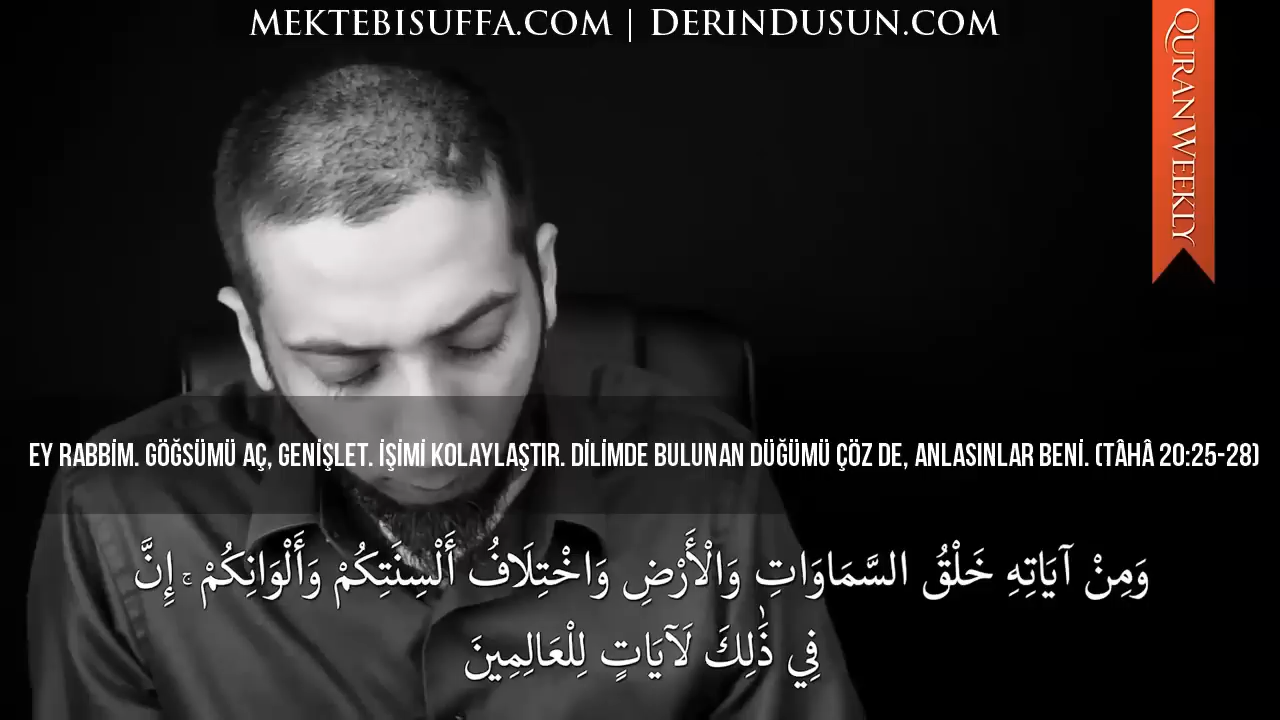 MEKTEBISUFFA.COM | DERINDUSUN.COM
QURANWEEKLY
EY RABBİM. GÖĞSÜMÜ AÇ, GENİŞLET. İŞİMİ KOLAYLAŞTIR. DİLİMDE BULUNAN DÜĞÜMÜ ÇÖZ DE, ANLASINLAR BENİ. (TÂHÂ 20:25-28)
وَمِنْ آيَاتِهِ خَلْقُ السَّمَاوَاتِ وَالْأَرْضِ وَاخْتِلَافُ أَلْسِنَتِكُمْ وَأَلْوَانِكُمْ ۚ إِنَّ
فِي ذَٰلِكَ لَآيَاتٍ لِلْعَالِمِينَ